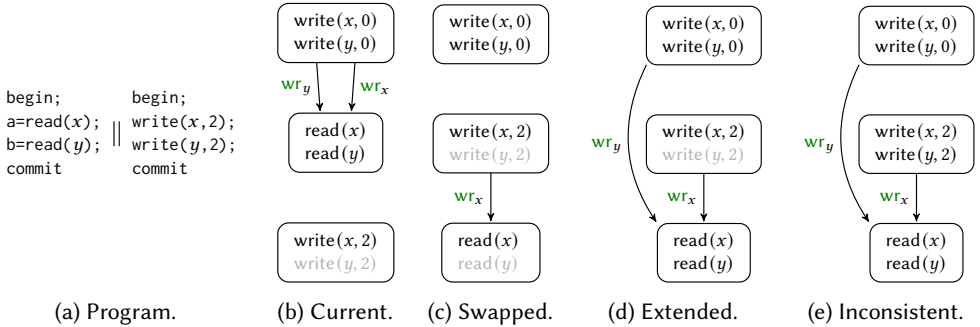 begin;
a=read(x);
b=read(y);
commit
||
begin;
write(x,2);
write(y,2);
commit
(a) Program.
write(x, 0)
write(y, 0)
wr_y
wr_x
read(x)
read(y)
write(x, 2)
write(y, 2)
(b) Current.
write(x, 0)
write(y, 0)
write(x, 2)
write(y, 2)
wr_x
read(x)
read(y)
(c) Swapped.
write(x, 0)
write(y, 0)
wr_y
write(x, 2)
write(y, 2)
wr_x
read(x)
read(y)
(d) Extended.
write(x, 0)
write(y, 0)
wr_y
write(x, 2)
write(y, 2)
wr_x
read(x)
read(y)
(e) Inconsistent.